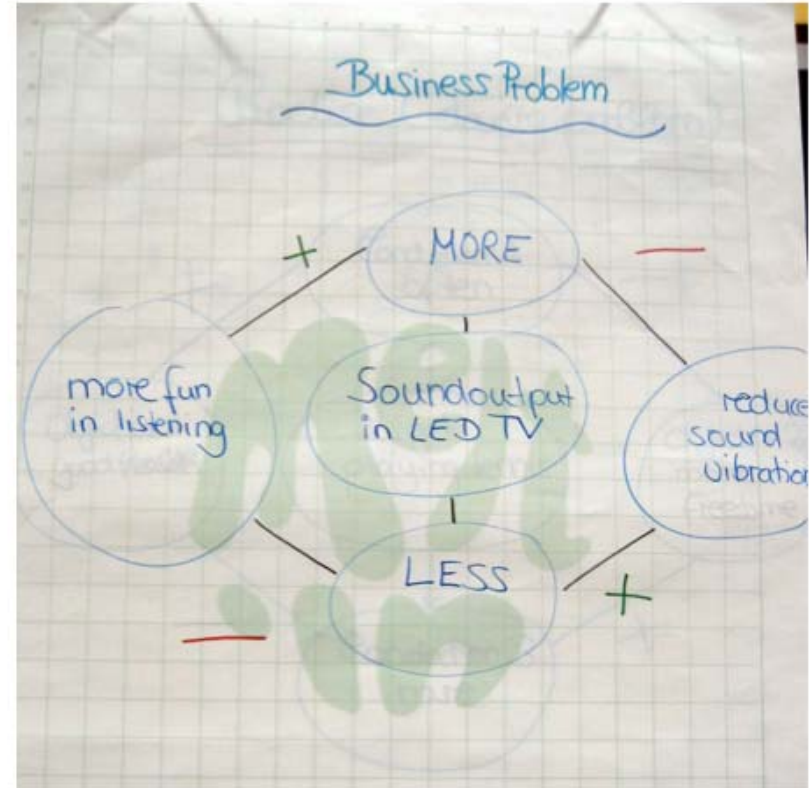 Business Problem
+
MORE
—
more fun
in listening
Soundoutput
in LED TV
reduce
sound
vibration
LESS
—
+